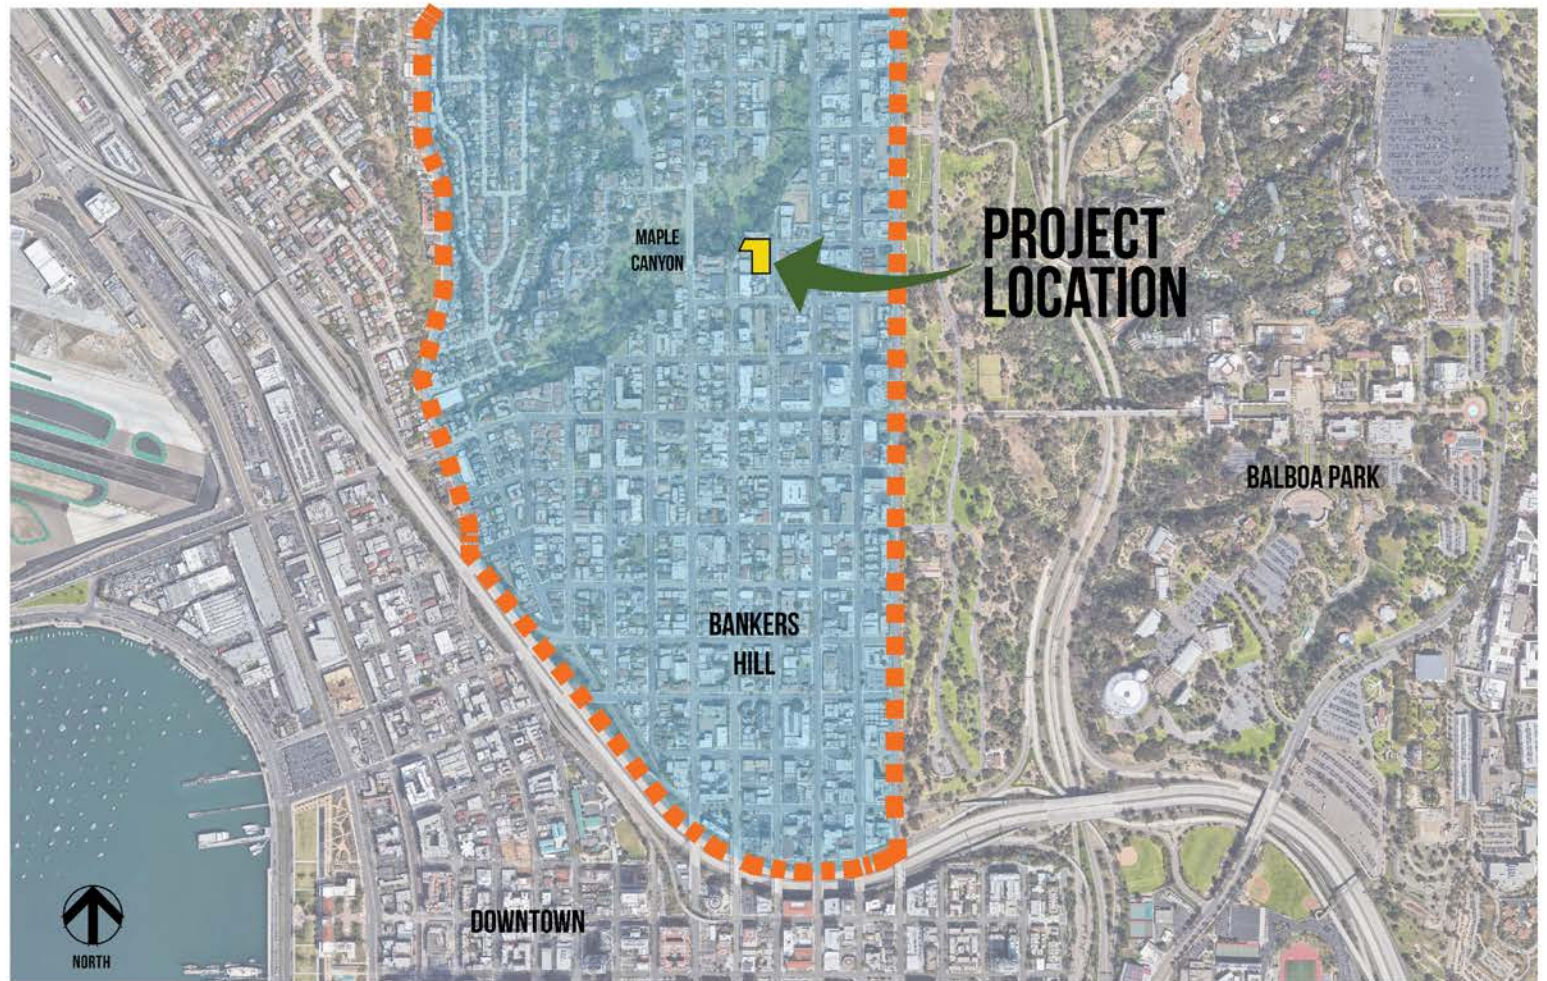 MAPLE
CANYON
PROJECT
LOCATION
BALBOA PARK
BANKERS
HILL
DOWNTOWN
NORTH